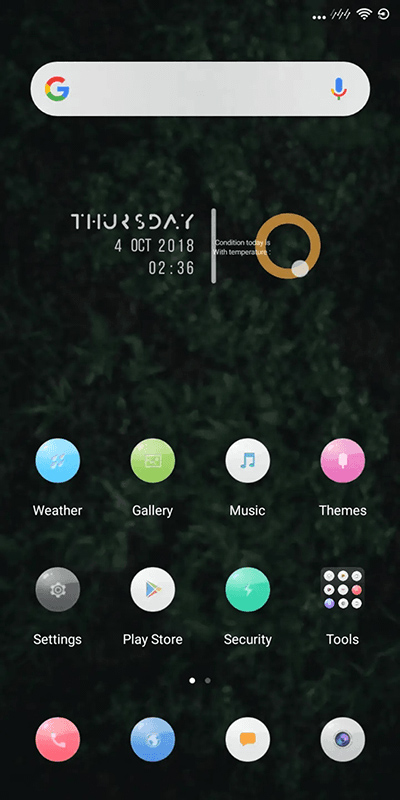 THURSDAY
4 OCT 2018
02:36
Condition today is
With temperature :
Weather
Gallery
Music
Themes
Settings
Play Store
Security
Tools